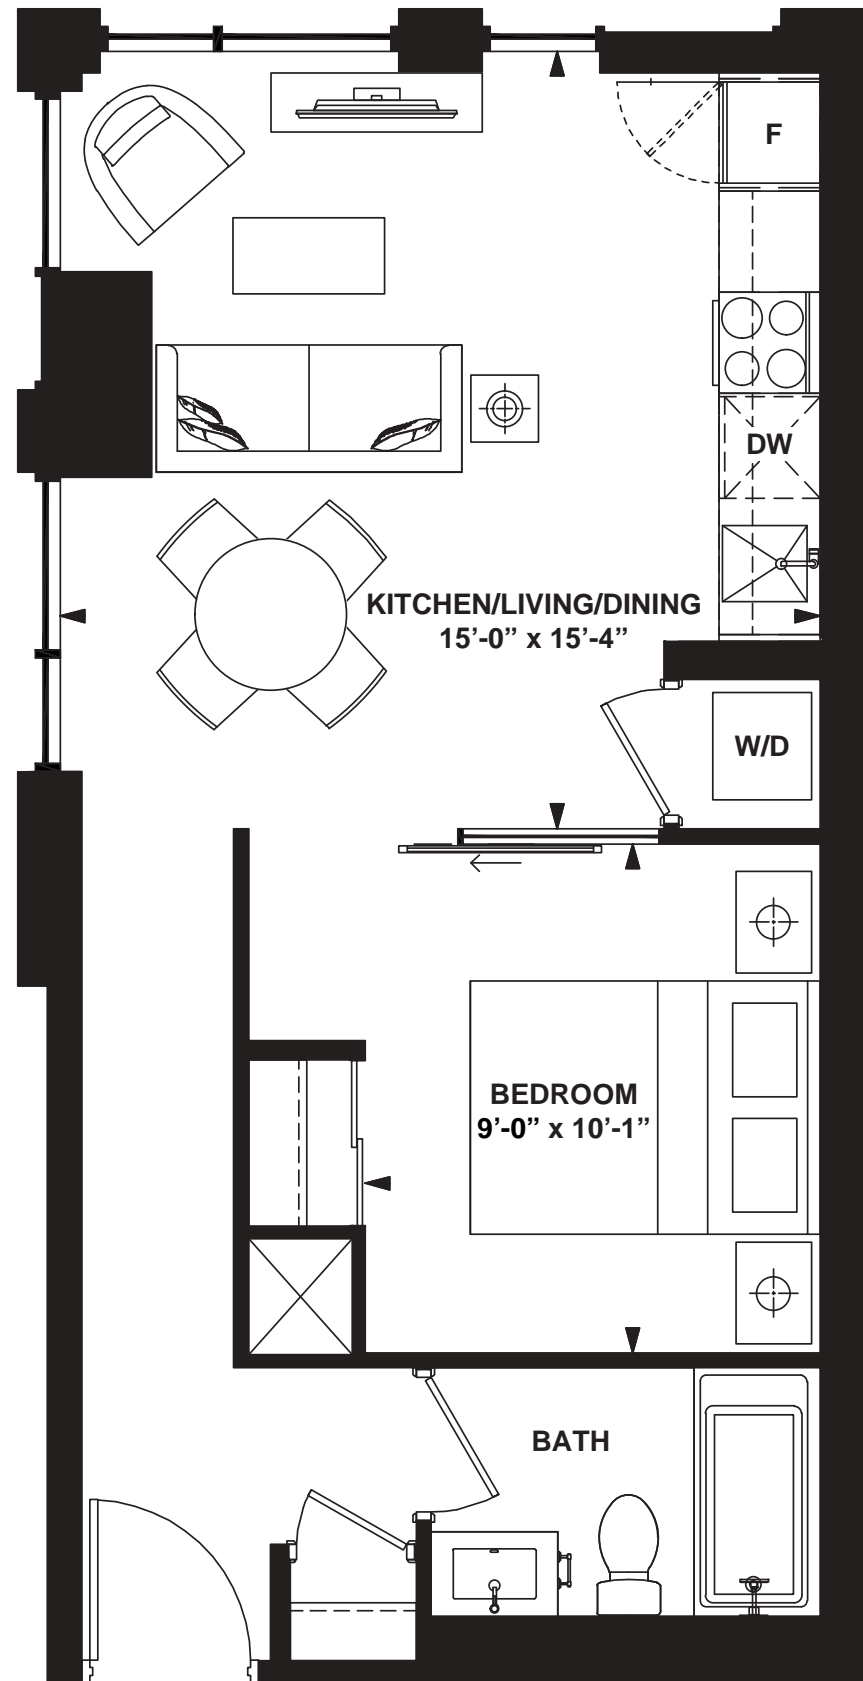 F
DW
KITCHEN/LIVING/DINING
15’-0” x 15’-4”
W/D
BEDROOM
9’-0” x 10’-1”
BATH